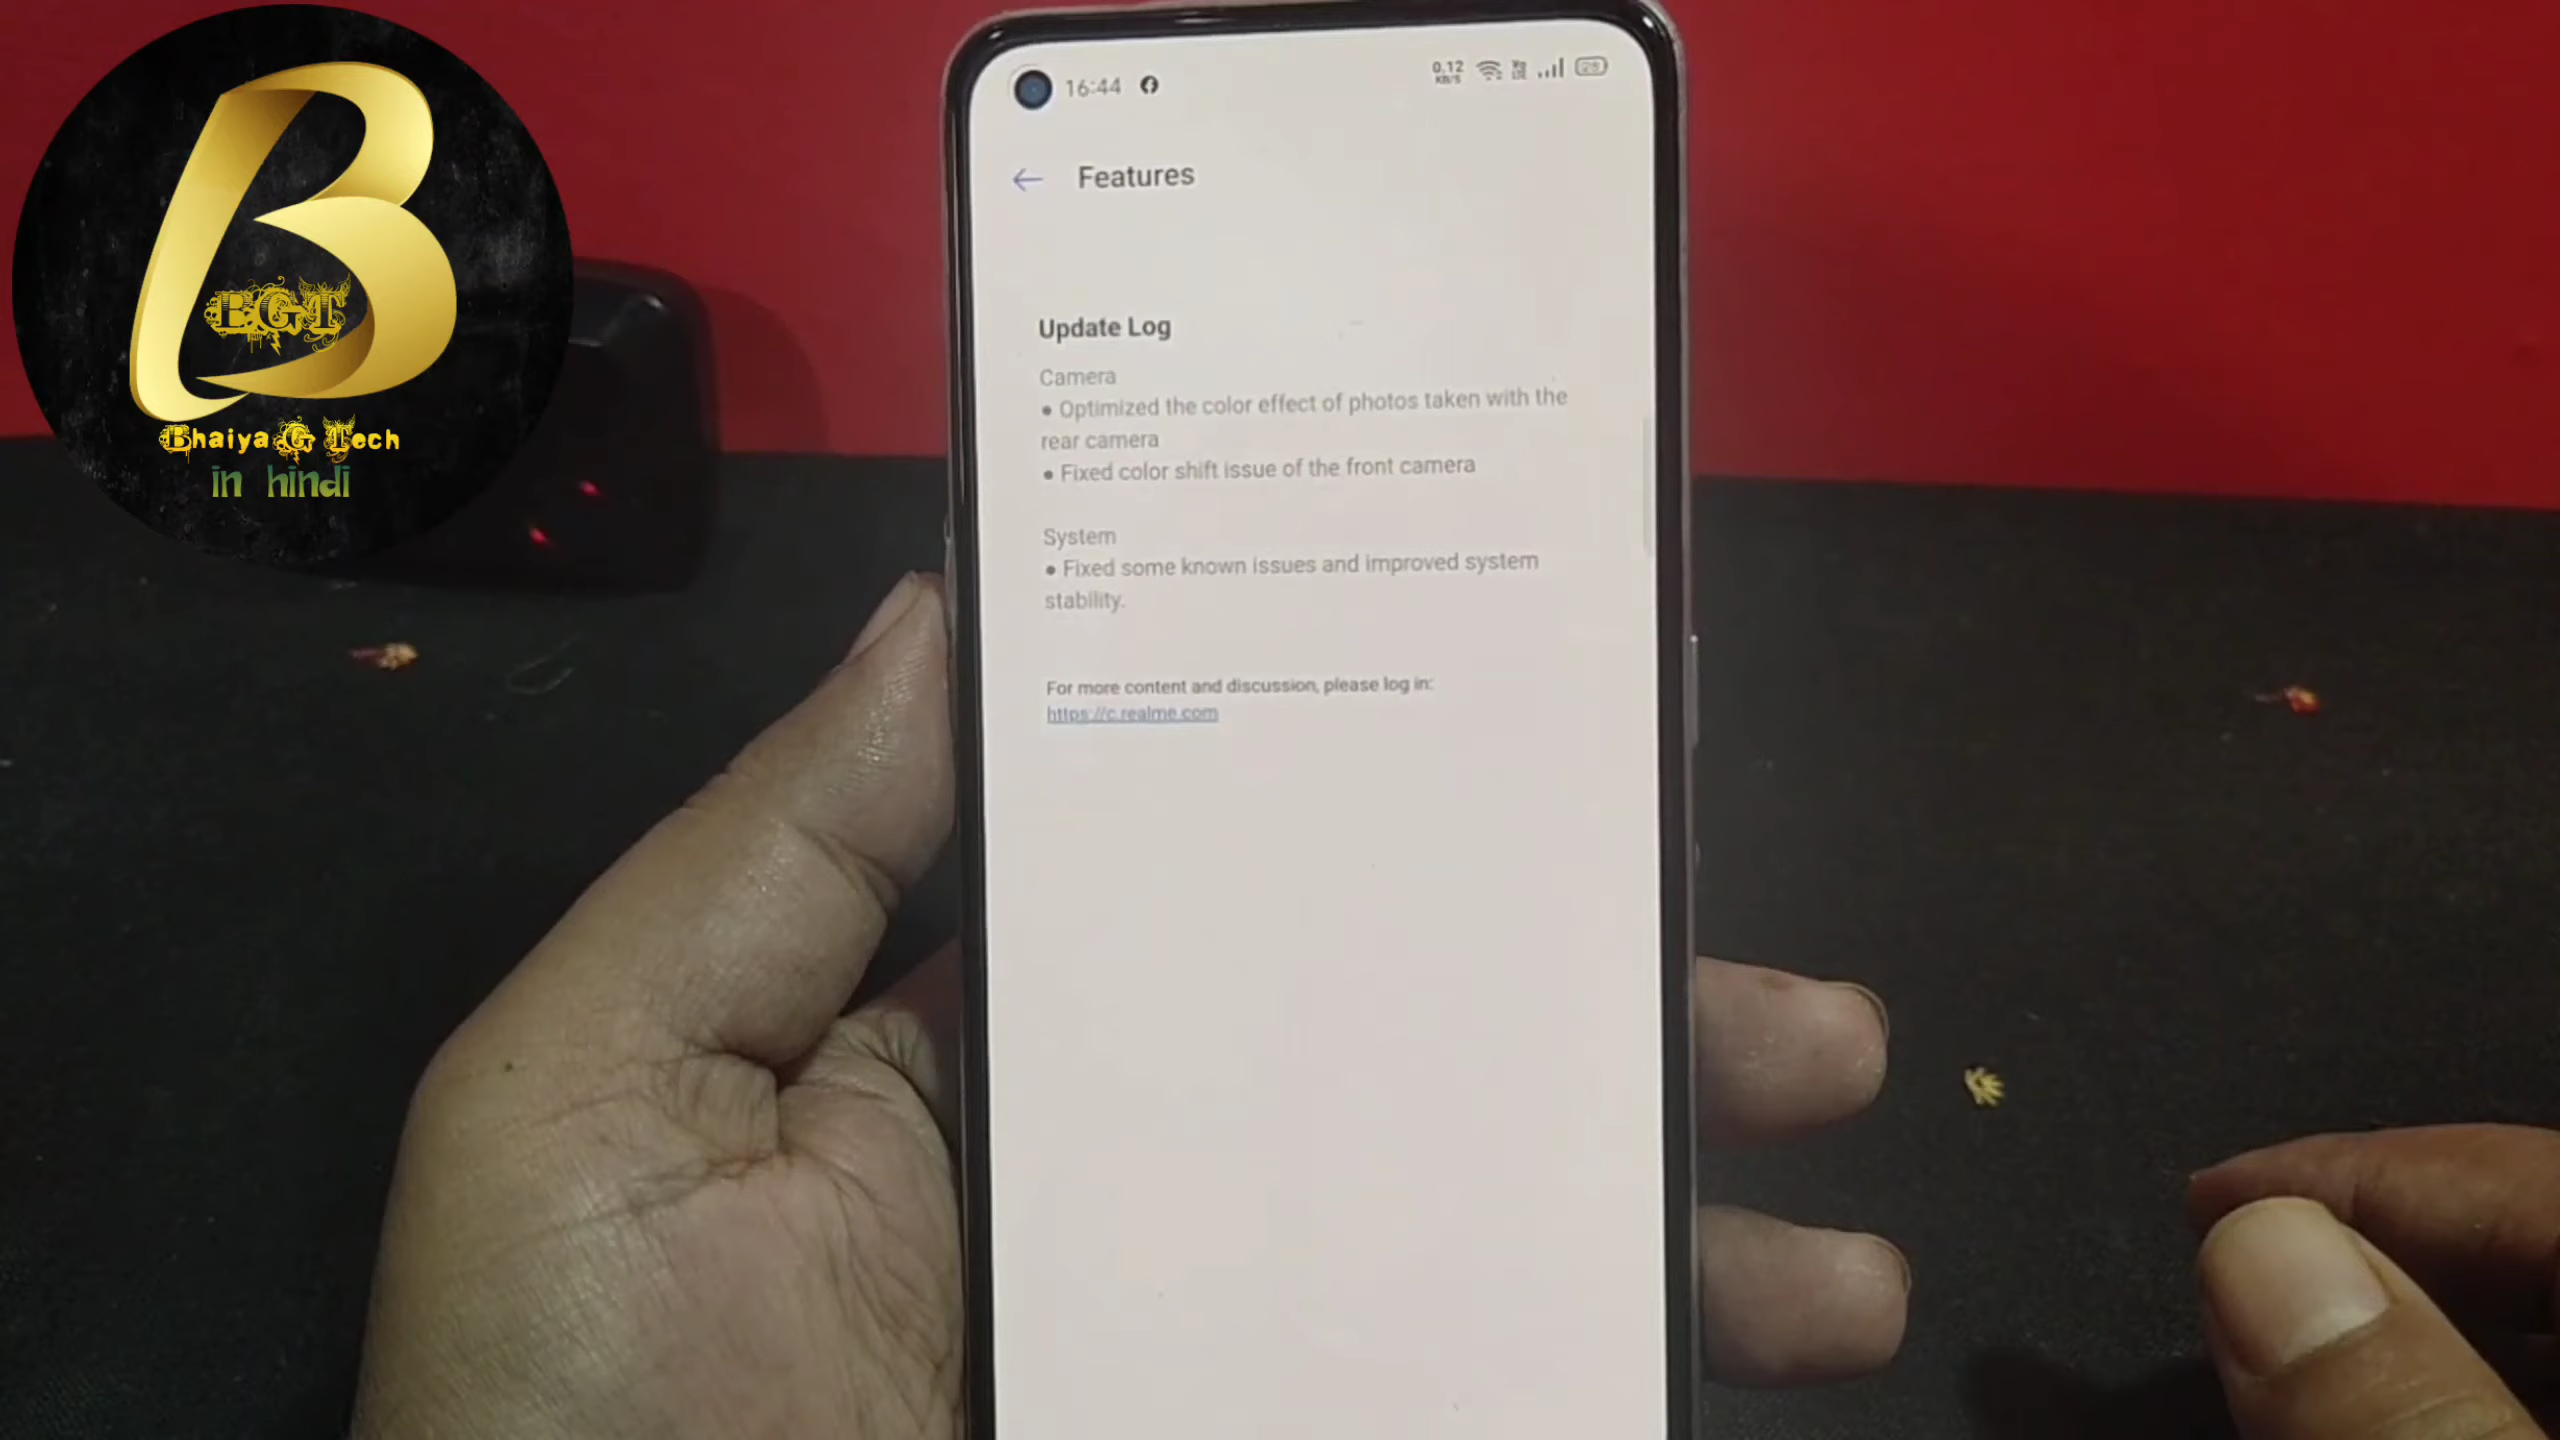 BGT
Bhaiya G Tech
in hindi
16:44
0.12
KB/S
Features
Update Log
Camera
• Optimized the color effect of photos taken with the
rear camera
• Fixed color shift issue of the front camera
System
• Fixed some known issues and improved system
stability.
For more content and discussion, please log in:
https://c.realme.com